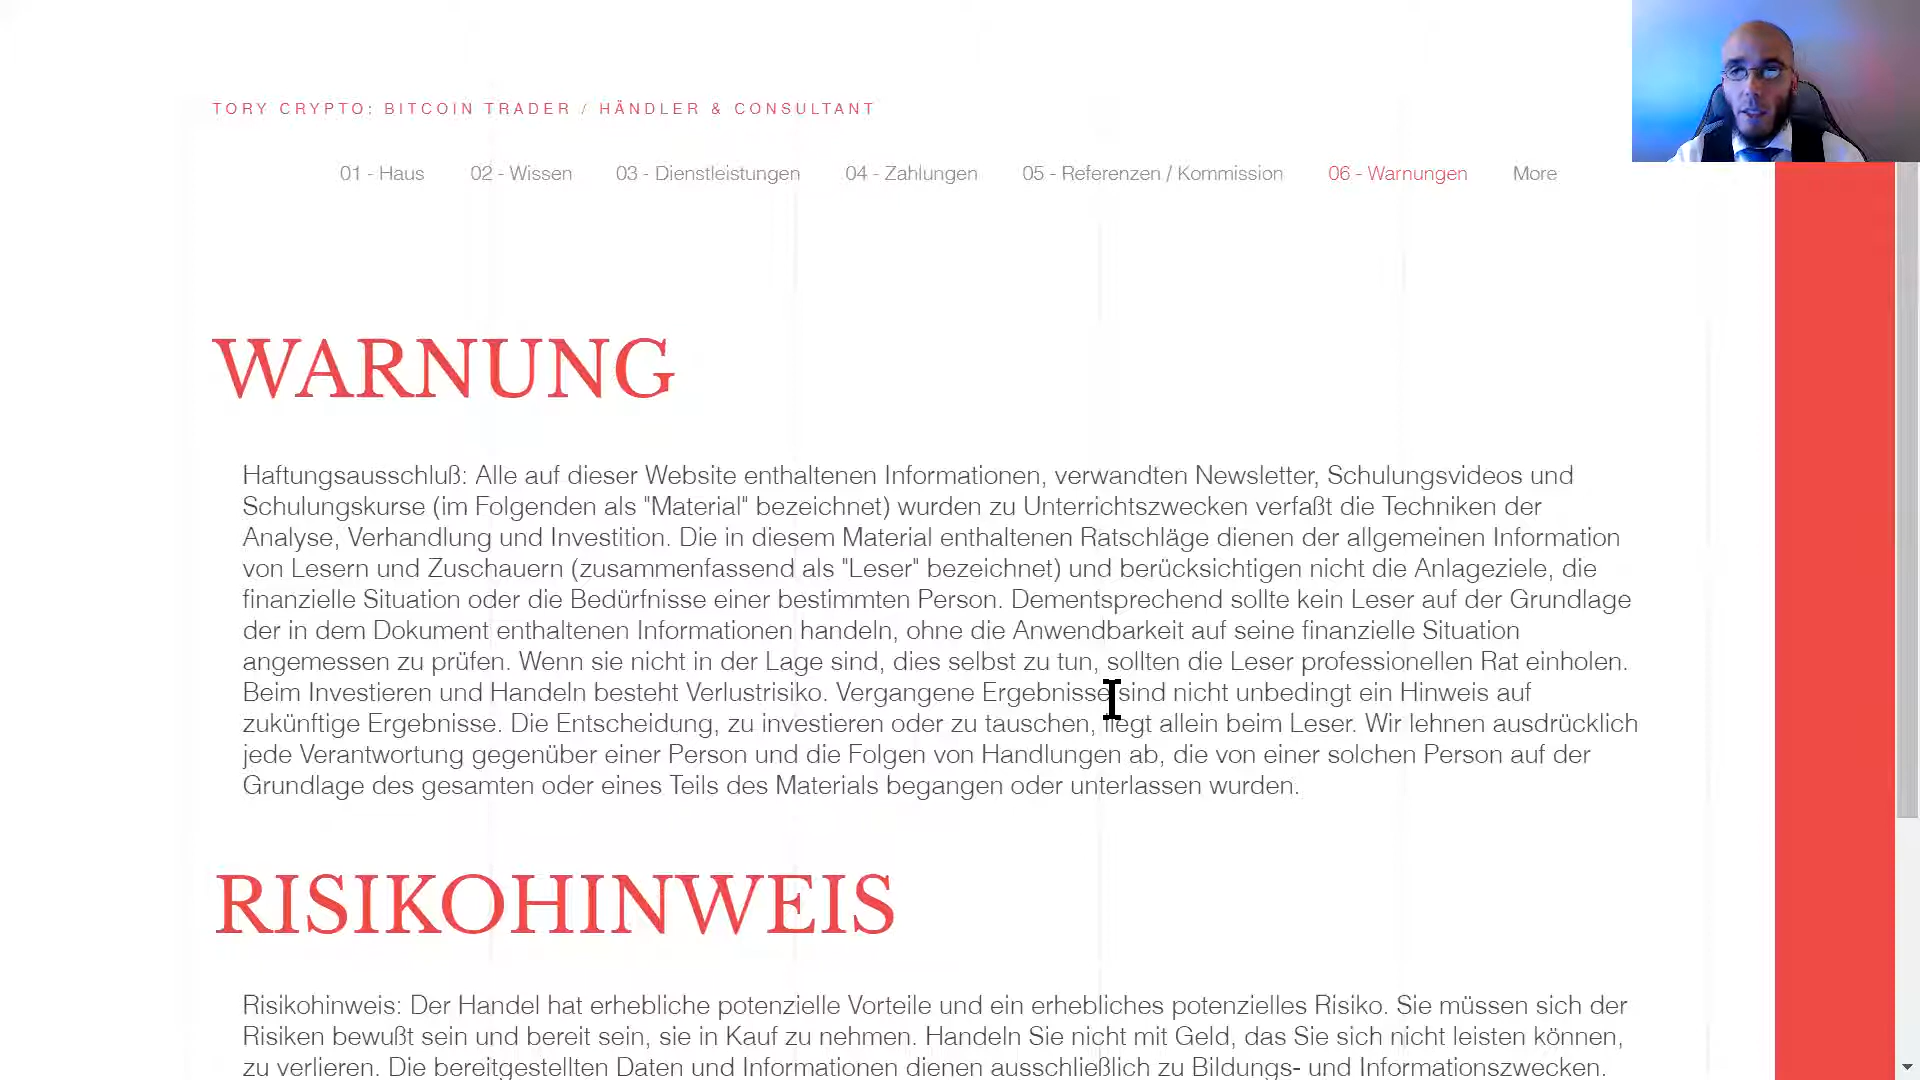 TORY CRYPTO: BITCOIN TRADER / HÄNDLER & CONSULTANT
01 - Haus 02 - Wissen 03 - Dienstleistungen 04 - Zahlungen 05 - Referenzen / Kommission 06 - Warnungen More
WARNUNG
Haftungsausschluß: Alle auf dieser Website enthaltenen Informationen, verwandten Newsletter, Schulungsvideos und
Schulungskurse (im Folgenden als "Material" bezeichnet) wurden zu Unterrichtszwecken verfaßt die Techniken der
Analyse, Verhandlung und Investition. Die in diesem Material enthaltenen Ratschläge dienen der allgemeinen Information
von Lesern und Zuschauern (zusammenfassend als "Leser" bezeichnet) und berücksichtigen nicht die Anlageziele, die
finanzielle Situation oder die Bedürfnisse einer bestimmten Person. Dementsprechend sollte kein Leser auf der Grundlage
der in dem Dokument enthaltenen Informationen handeln, ohne die Anwendbarkeit auf seine finanzielle Situation
angemessen zu prüfen. Wenn sie nicht in der Lage sind, dies selbst zu tun, sollten die Leser professionellen Rat einholen.
Beim Investieren und Handeln besteht Verlustrisiko. Vergangene Ergebnisse sind nicht unbedingt ein Hinweis auf
zukünftige Ergebnisse. Die Entscheidung, zu investieren oder zu tauschen, liegt allein beim Leser. Wir lehnen ausdrücklich
jede Verantwortung gegenüber einer Person und die Folgen von Handlungen ab, die von einer solchen Person auf der
Grundlage des gesamten oder eines Teils des Materials begangen oder unterlassen wurden.
RISIKOHINWEIS
Risikohinweis: Der Handel hat erhebliche potenzielle Vorteile und ein erhebliches potenzielles Risiko. Sie müssen sich der
Risiken bewußt sein und bereit sein, sie in Kauf zu nehmen. Handeln Sie nicht mit Geld, das Sie sich nicht leisten können,
zu verlieren. Die bereitgestellten Daten und Informationen dienen ausschließlich zu Bildungs- und Informationszwecken.